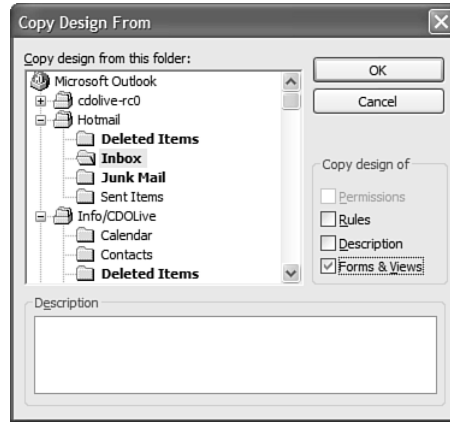 Copy Design From
Copy design from this folder:
Microsoft Outlook
cdolive-rc0
Hotmail
Deleted Items
Inbox
Junk Mail
Sent Items
Info/CDOLive
Calendar
Contacts
Deleted Items
OK
Cancel
Copy design of
Permissions
Rules
Description
Forms & Views
Description